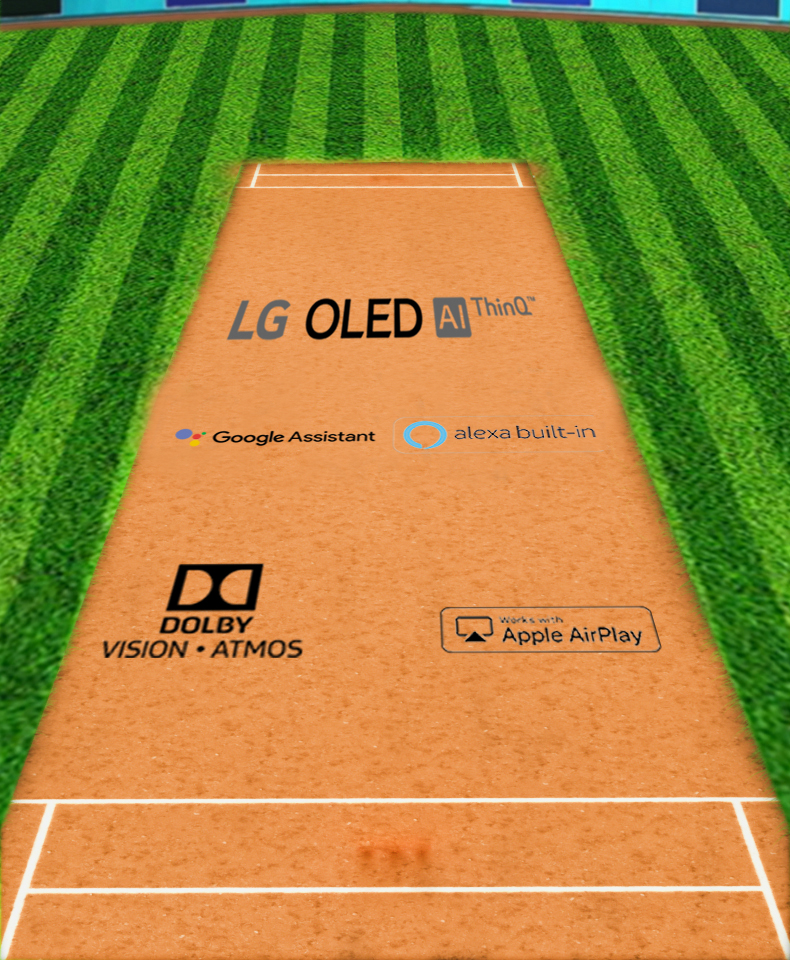 LG OLED AI ThinQ™
Google Assistant
alexa built-in
DOLBY
VISION • ATMOS
Works with
Apple AirPlay